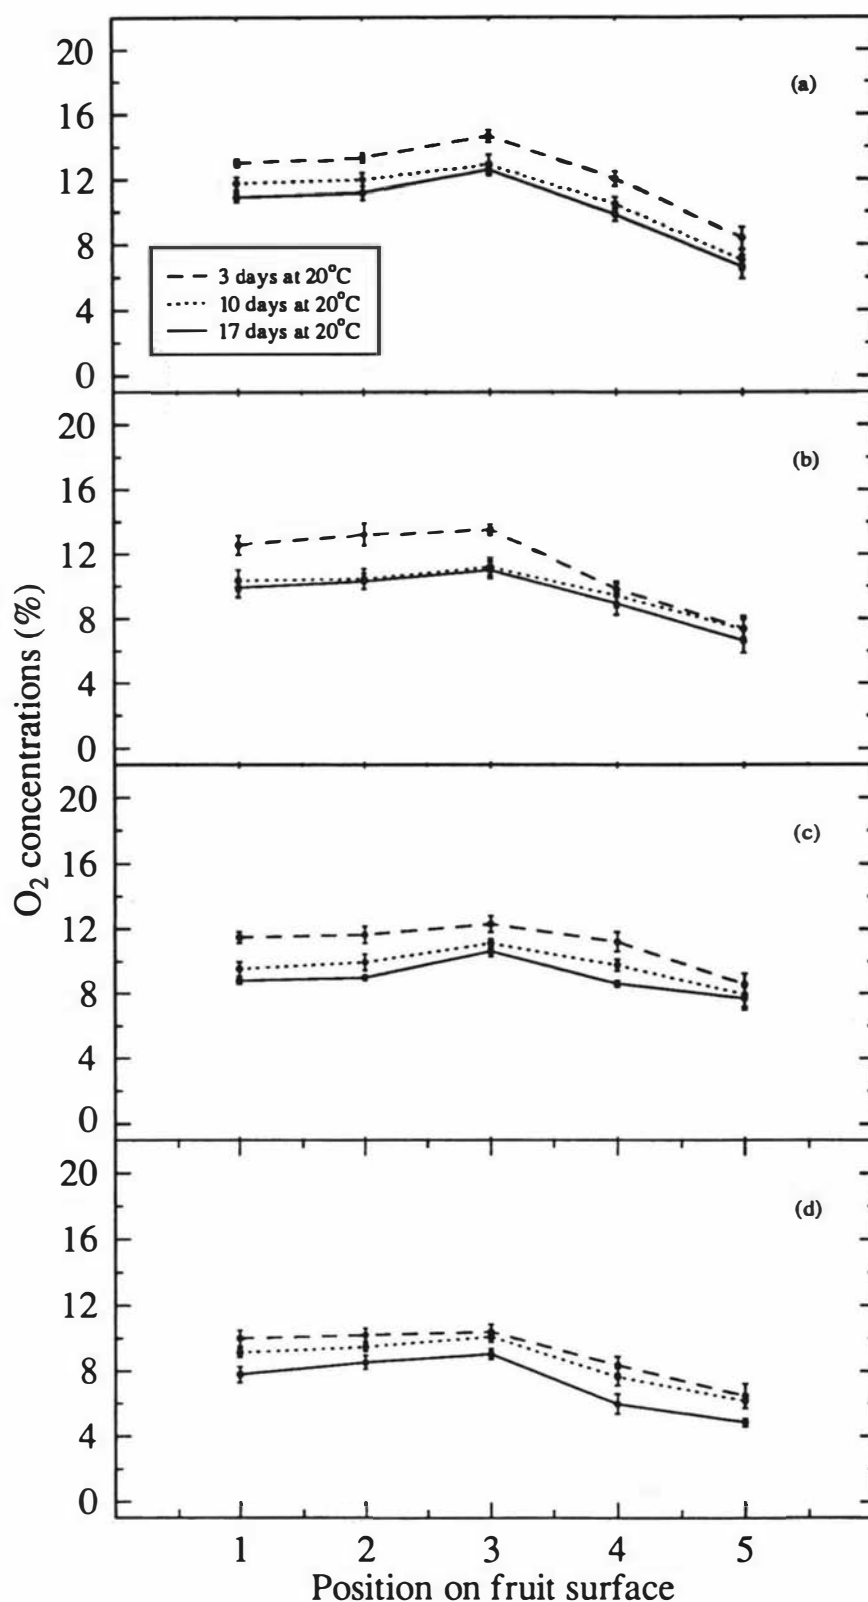 20
16
12
8
4
0
(a)
3 days at 20°C
10 days at 20°C
17 days at 20°C
20
16
12
8
4
0
(b)
O₂ concentrations (%)
20
16
12
8
4
0
(c)
20
16
12
8
4
0
(d)
1 2 3 4 5
Position on fruit surface